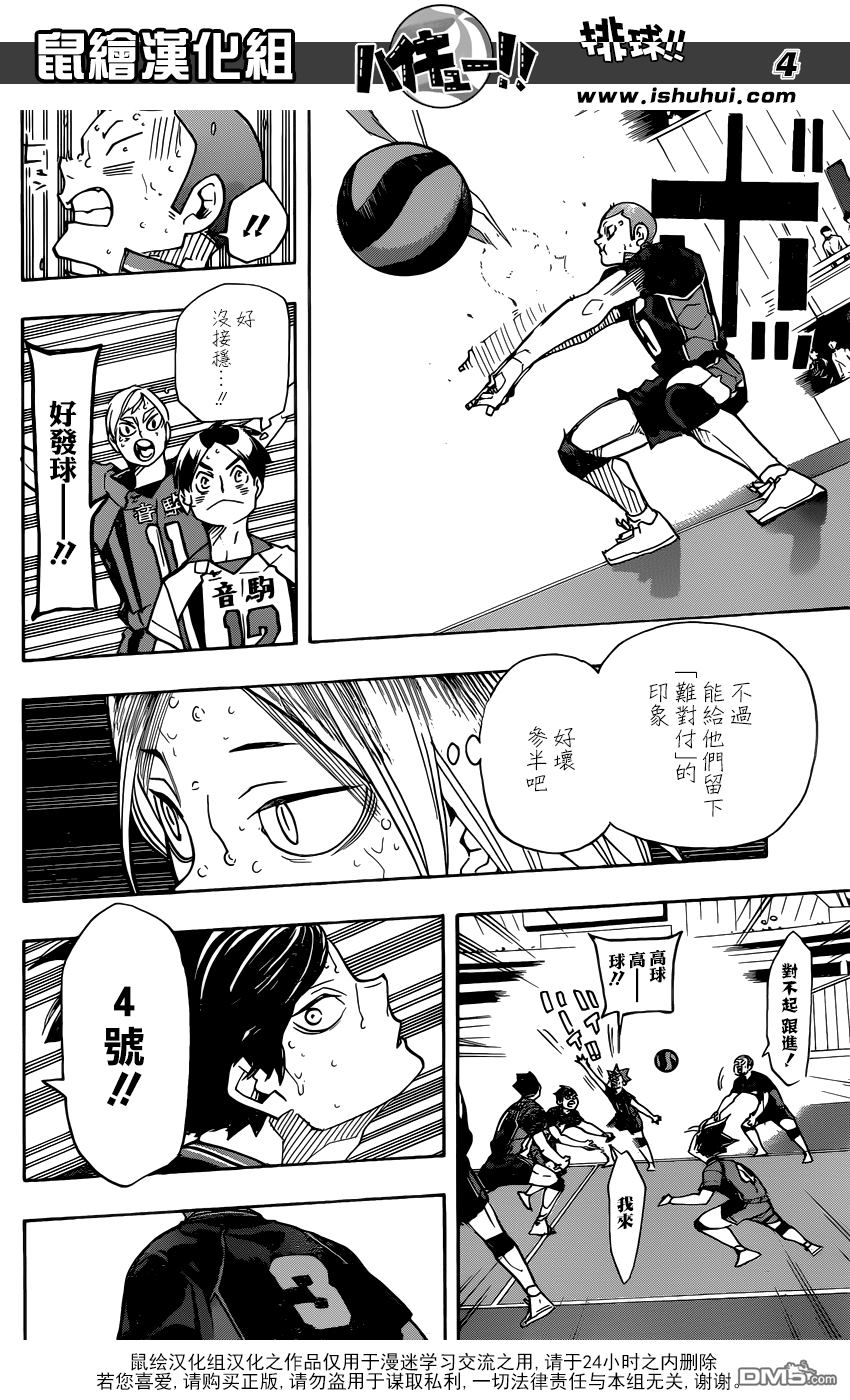 鼠繪漢化組
ハイキュー!!
排球!!
4
www.ishuhui.com
ボ
!!
好
沒接穩…!!
好發球——!!
音駒
11
音駒
12
不過
能給他們留下
「難對付」的
印象
好壞
參半吧
對不起 跟進!
高球
高——
球!!
我來
4號!!
3
鼠绘汉化组汉化之作品仅用于漫迷学习交流之用, 请于24小时之内删除
若您喜爱, 请购买正版, 请勿盗用于谋取私利, 一切法律责任与本组无关, 谢谢。
DM5.com